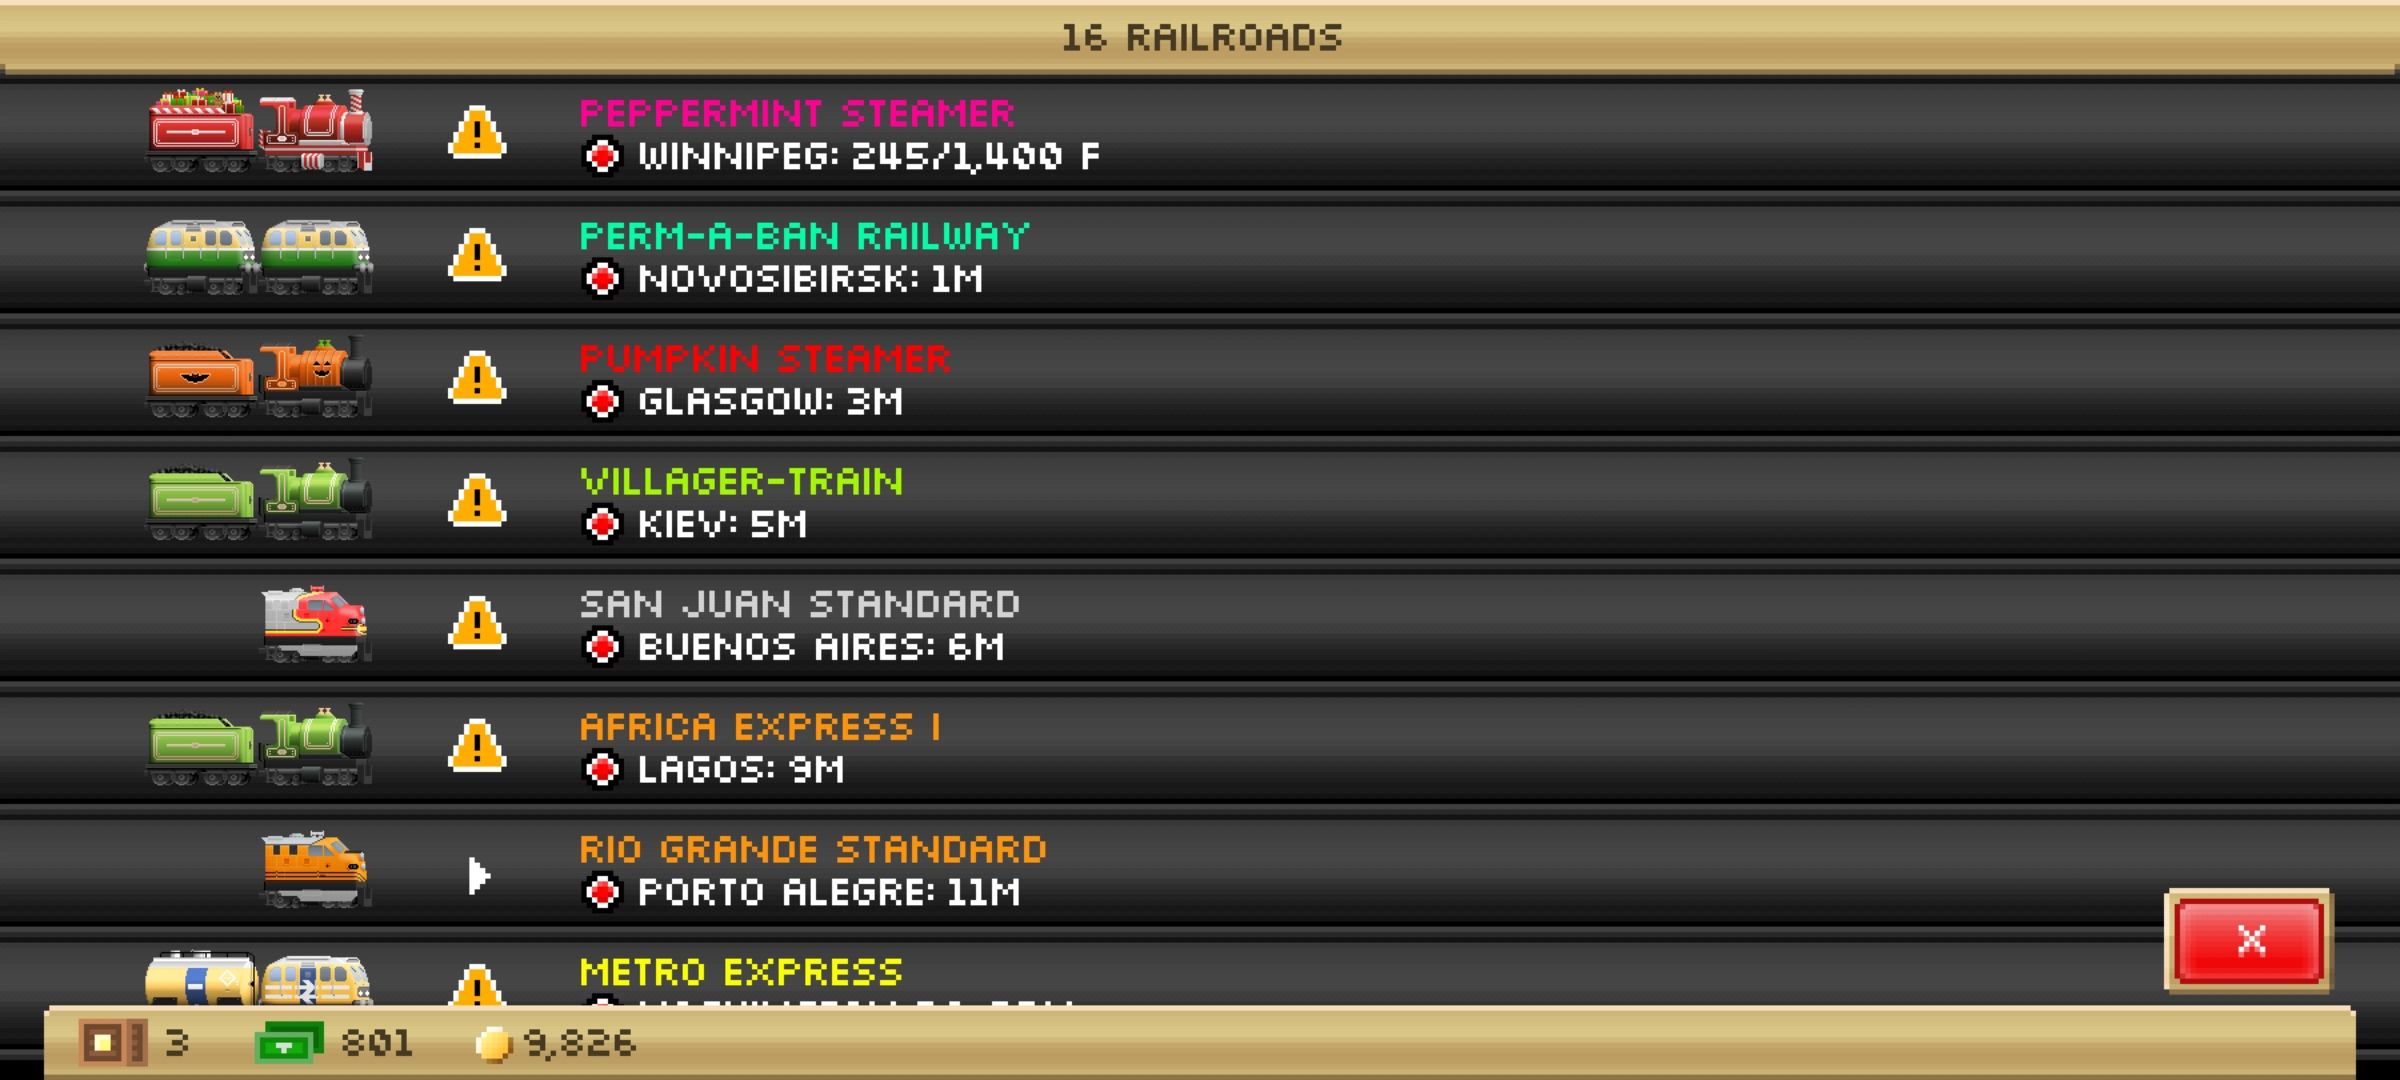 16 RAILROADS
PEPPERMINT STEAMER
WINNIPEG: 245/1,400 F
PERM-A-BAN RAILWAY
NOVOSIBIRSK: 1M
PUMPKIN STEAMER
GLASGOW: 3M
VILLAGER-TRAIN
KIEV: 5M
SAN JUAN STANDARD
BUENOS AIRES: 6M
AFRICA EXPRESS I
LAGOS: 9M
RIO GRANDE STANDARD
PORTO ALEGRE: 11M
METRO EXPRESS
3 801 9,826